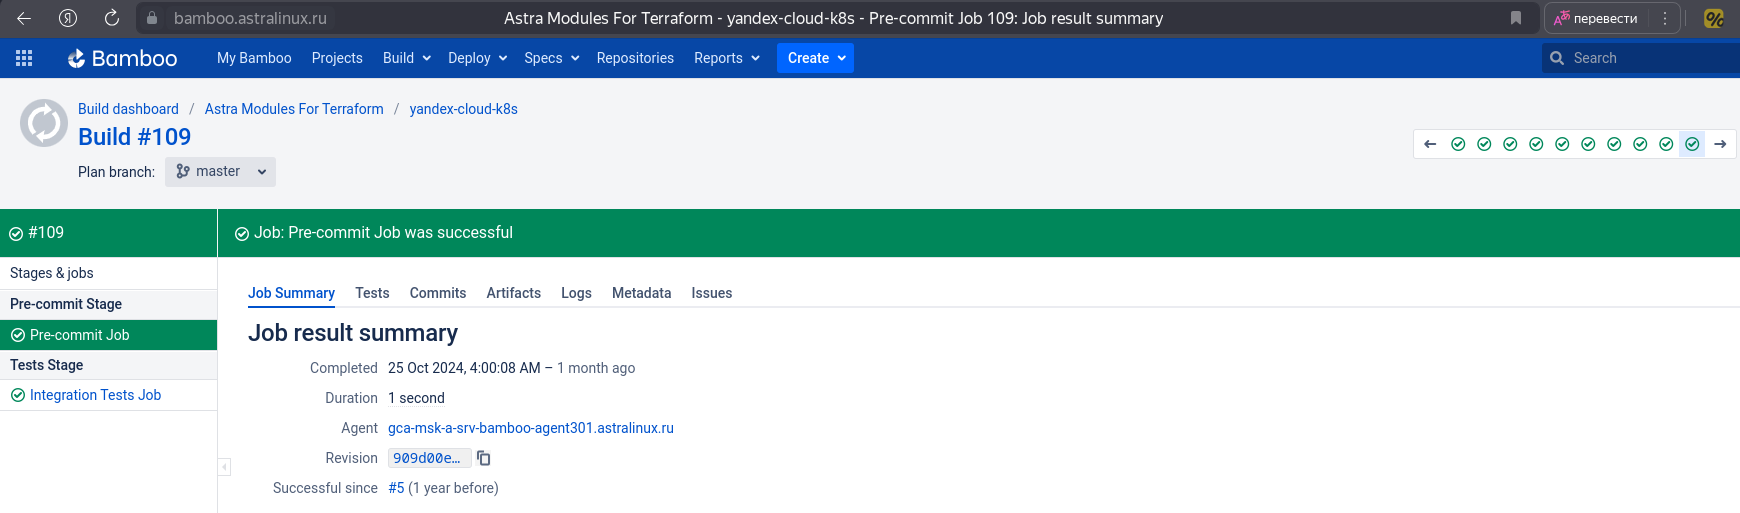 bamboo.astralinux.ru Astra Modules For Terraform - yandex-cloud-k8s - Pre-commit Job 109: Job result summary перевести
Bamboo My Bamboo Projects Build Deploy Specs Repositories Reports Create Search
Build dashboard / Astra Modules For Terraform / yandex-cloud-k8s
Build #109
Plan branch: master
#109
Job: Pre-commit Job was successful
Stages & jobs
Pre-commit Stage
Pre-commit Job
Tests Stage
Integration Tests Job
Job Summary Tests Commits Artifacts Logs Metadata Issues
Job result summary
Completed 25 Oct 2024, 4:00:08 AM – 1 month ago
Duration 1 second
Agent gca-msk-a-srv-bamboo-agent301.astralinux.ru
Revision 909d00e…
Successful since #5 (1 year before)